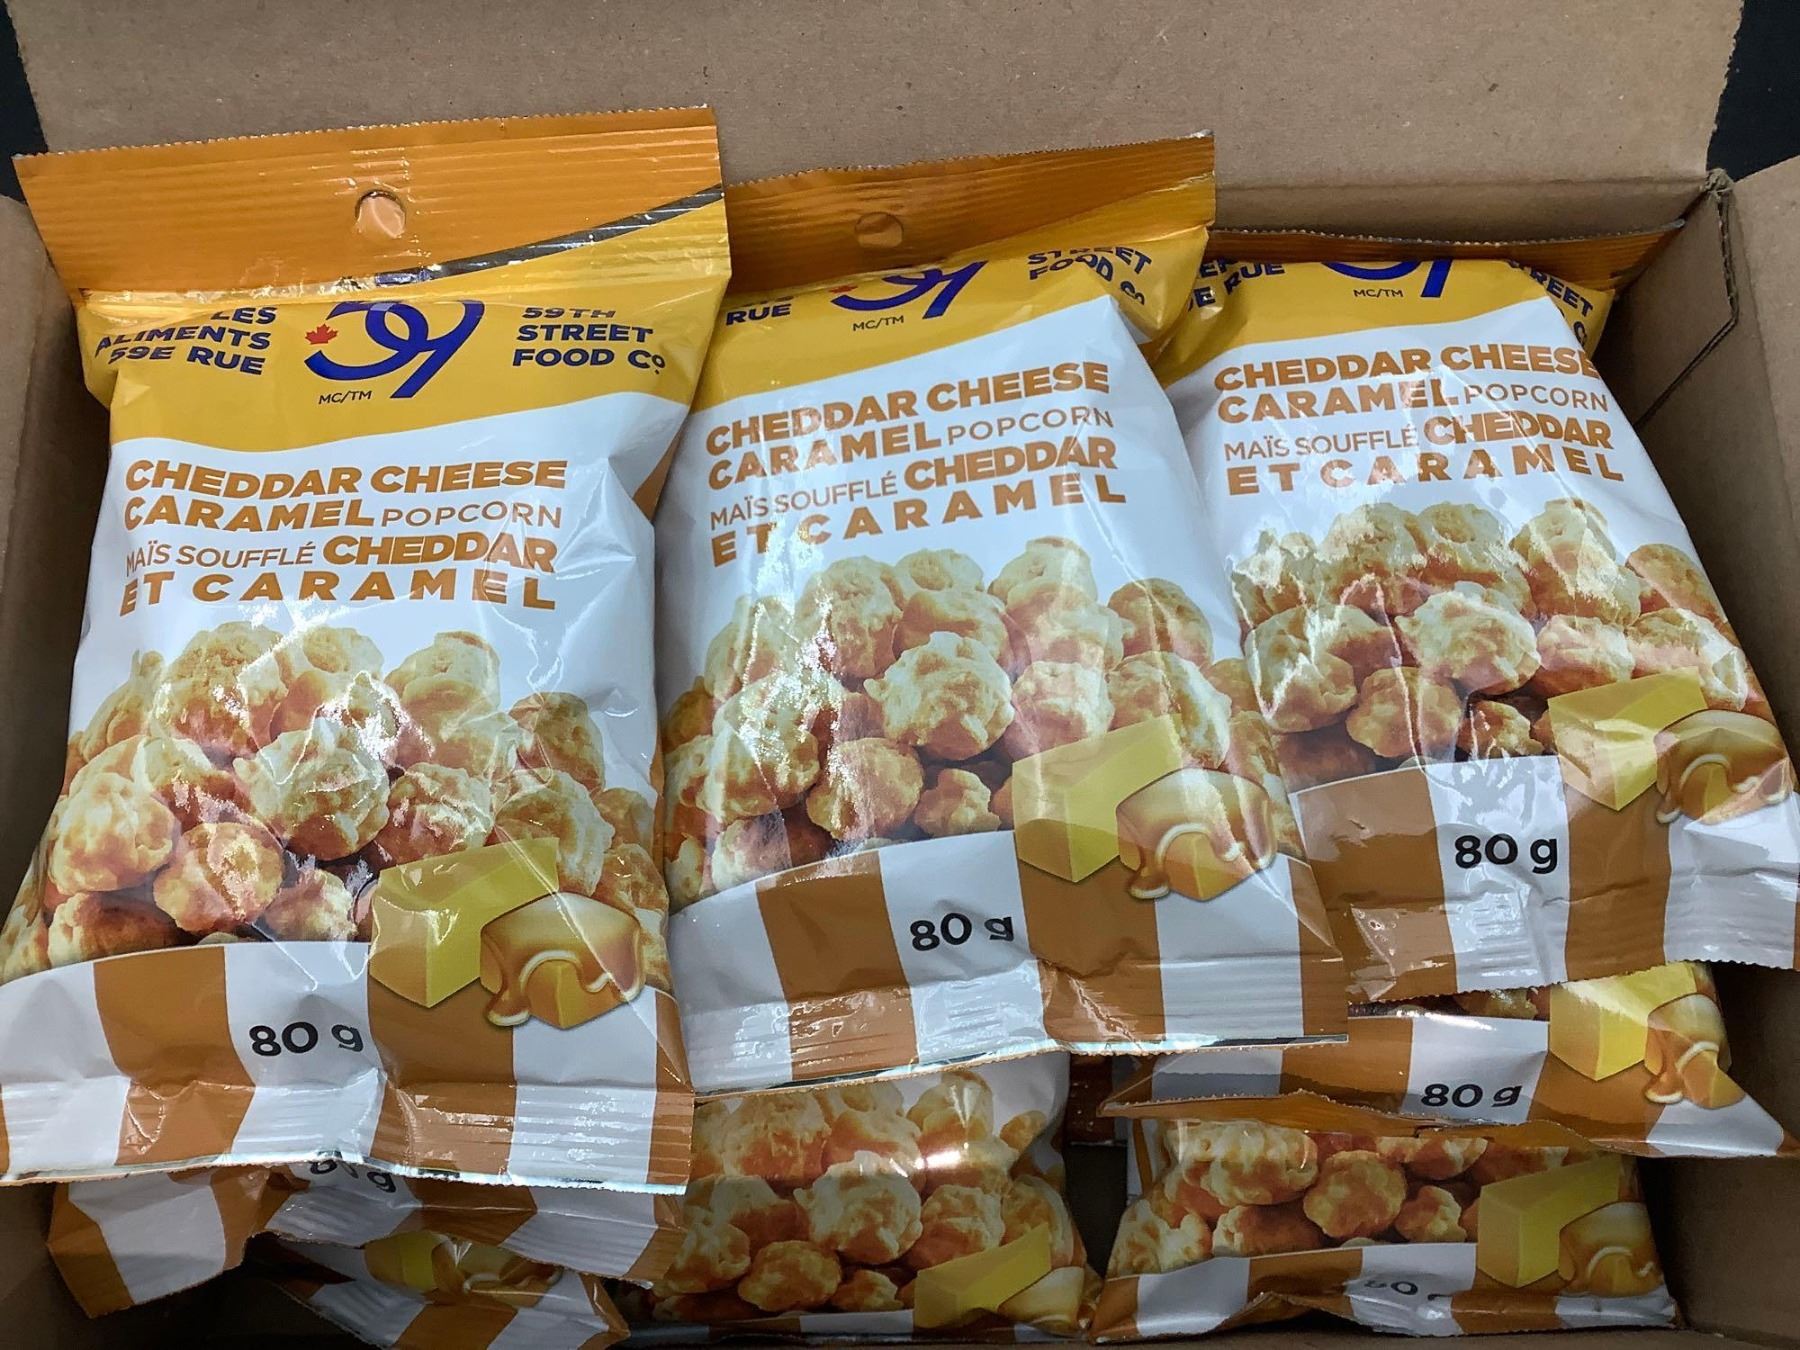 LES
ALIMENTS
59E RUE
59
MC/TM
59TH
STREET
FOOD Co
CHEDDAR CHEESE
CARAMEL POPCORN
MAÏS SOUFFLÉ CHEDDAR
ET CARAMEL
80 g
RUE
59
MC/TM
STREET
FOOD Co
CHEDDAR CHEESE
CARAMEL POPCORN
MAÏS SOUFFLÉ CHEDDAR
ET CARAMEL
80 g
RUE
MC/TM
CHEDDAR CHEESE
CARAMEL POPCORN
MAÏS SOUFFLÉ CHEDDAR
ET CARAMEL
80 g
80 g
80 g